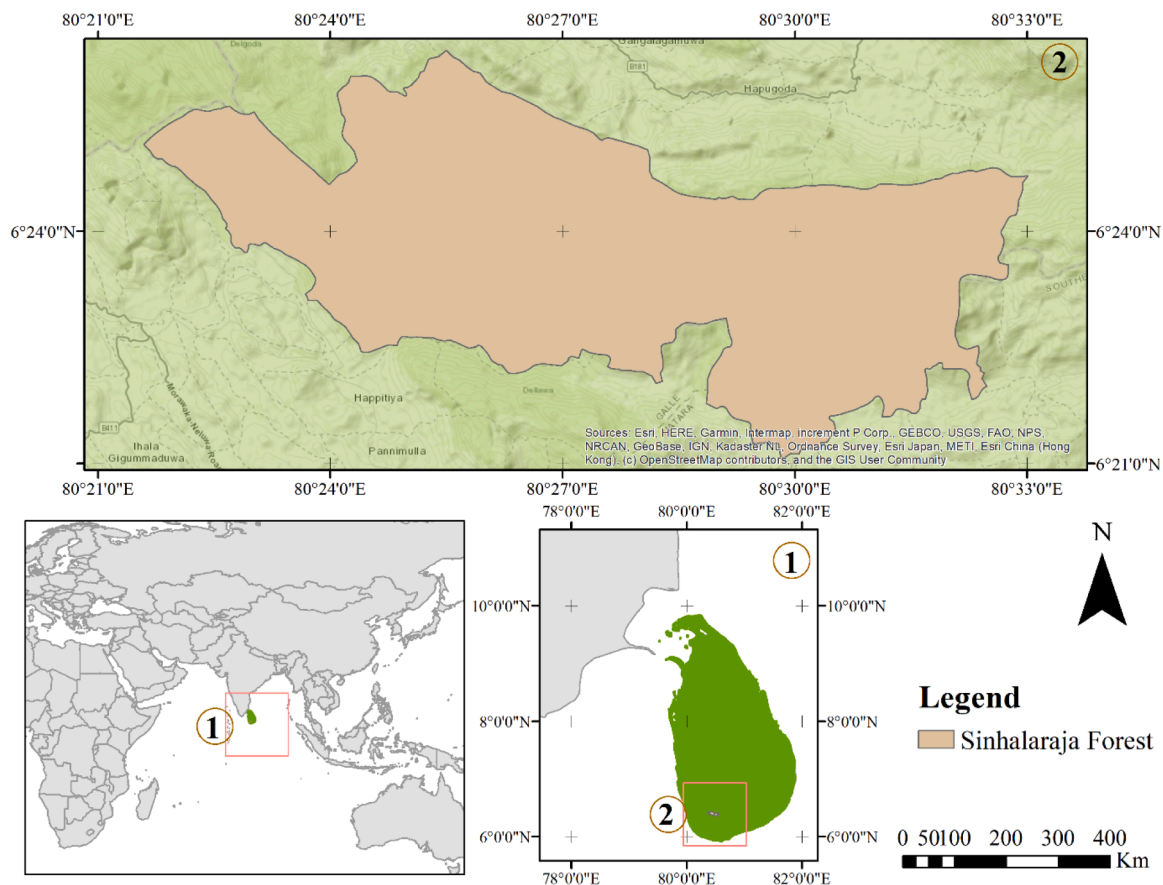 80°21'0"E 80°24'0"E 80°27'0"E 80°30'0"E 80°33'0"E
Delgoda
Gangalagamuwa
B181
Hapugoda
2
6°24'0"N 6°24'0"N
SOUTHE
Happitiya
Dellawa
GALLE
MATARA
Morawaka-Neluwa Road
B411
Ihala
Gigummaduwa
Pannimulla
Sources: Esri, HERE, Garmin, Intermap, increment P Corp., GEBCO, USGS, FAO, NPS,
NRCAN, GeoBase, IGN, Kadaster NL, Ordnance Survey, Esri Japan, METI, Esri China (Hong
Kong), (c) OpenStreetMap contributors, and the GIS User Community
6°21'0"N
80°21'0"E 80°24'0"E 80°27'0"E 80°30'0"E 80°33'0"E
1
78°0'0"E 80°0'0"E 82°0'0"E
1
10°0'0"N 10°0'0"N
8°0'0"N 8°0'0"N
2
6°0'0"N 6°0'0"N
78°0'0"E 80°0'0"E 82°0'0"E
N
Legend
Sinhalaraja Forest
0 50 100 200 300 400
Km